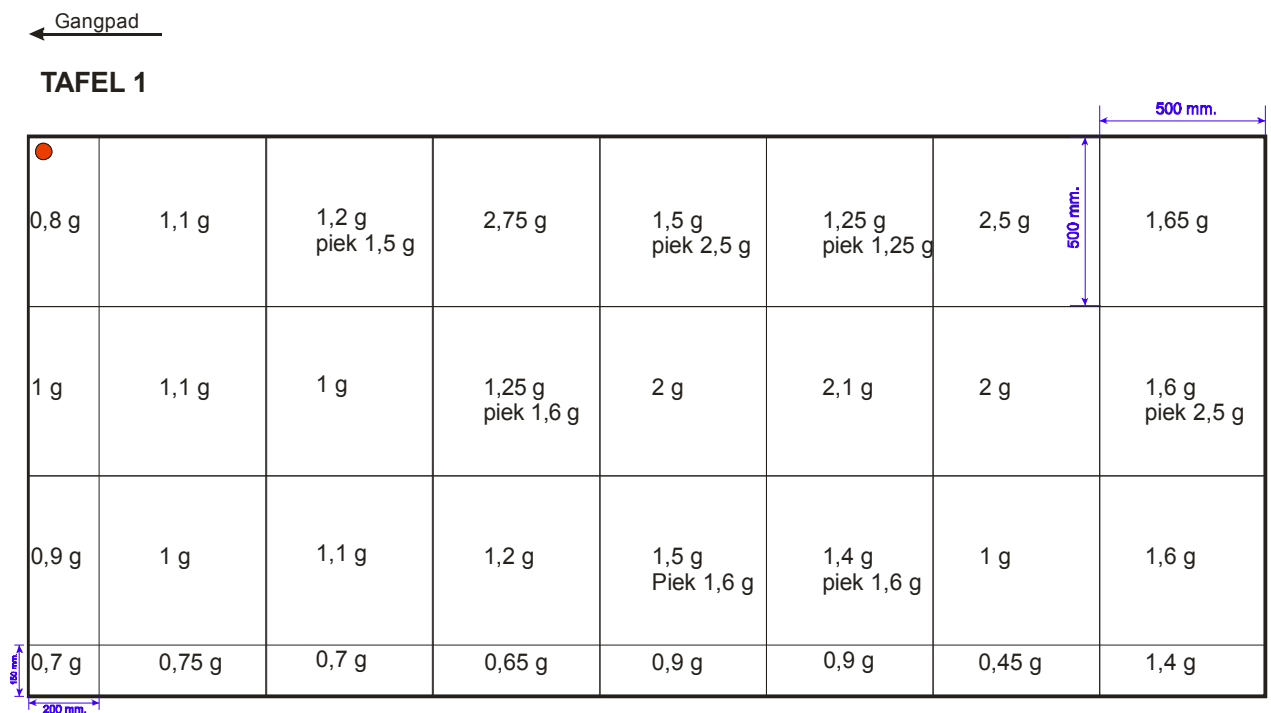 Gangpad
TAFEL 1
500 mm.
500 mm.
0,8 g
1,1 g
1,2 g
piek 1,5 g
2,75 g
1,5 g
piek 2,5 g
1,25 g
piek 1,25 g
2,5 g
1,65 g
1 g
1,1 g
1 g
1,25 g
piek 1,6 g
2 g
2,1 g
2 g
1,6 g
piek 2,5 g
0,9 g
1 g
1,1 g
1,2 g
1,5 g
Piek 1,6 g
1,4 g
piek 1,6 g
1 g
1,6 g
150 mm.
0,7 g
0,75 g
0,7 g
0,65 g
0,9 g
0,9 g
0,45 g
1,4 g
200 mm.